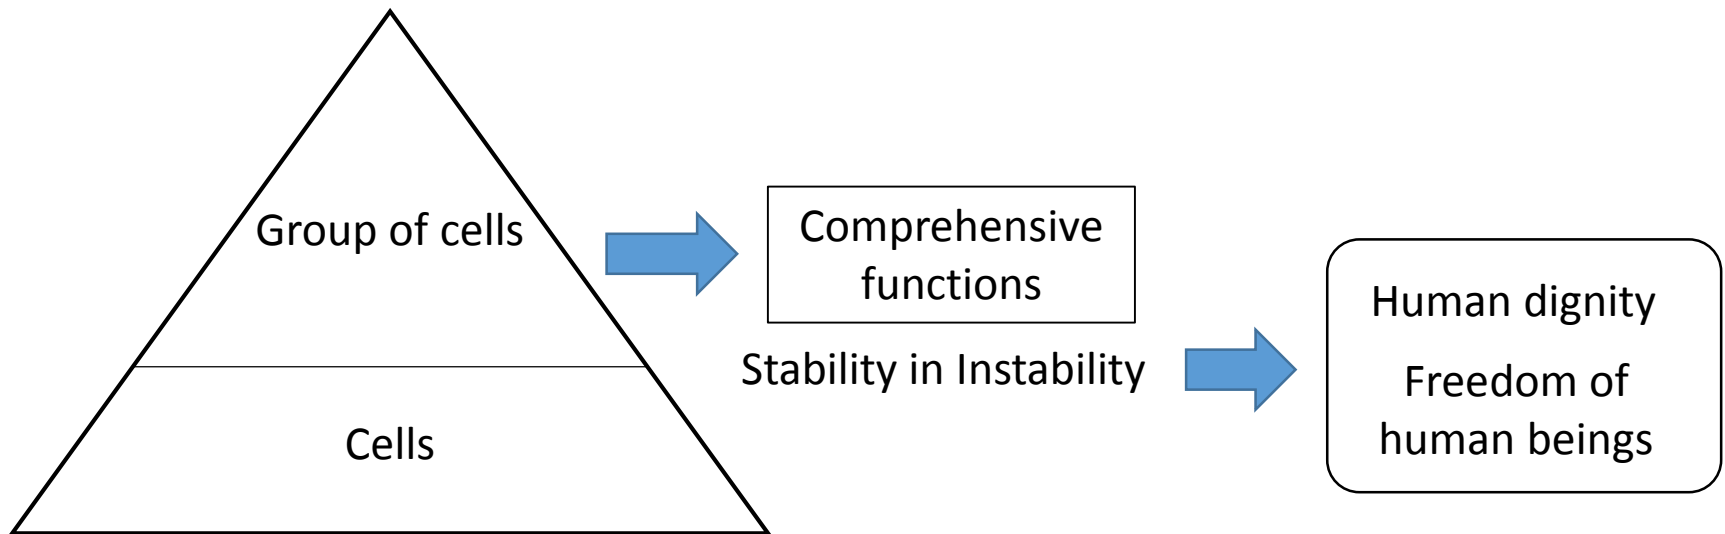 Group of cells
Cells
Comprehensive
functions
Stability in Instability
Human dignity
Freedom of
human beings